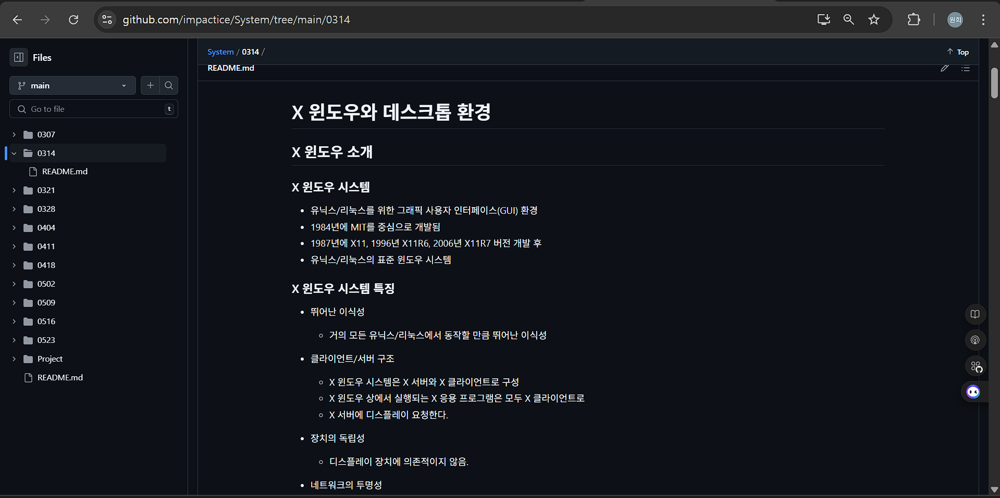 github.com/impactice/System/tree/main/0314
원희
Files
main
Go to file
t
0307
0314
README.md
0321
0328
0404
0411
0418
0502
0509
0516
0523
Project
README.md
System / 0314 /
Top
README.md
X 윈도우와 데스크톱 환경
X 윈도우 소개
X 윈도우 시스템
유닉스/리눅스를 위한 그래픽 사용자 인터페이스(GUI) 환경
1984년에 MIT를 중심으로 개발됨
1987년에 X11, 1996년 X11R6, 2006년 X11R7 버전 개발 후
유닉스/리눅스의 표준 윈도우 시스템
X 윈도우 시스템 특징
뛰어난 이식성
거의 모든 유닉스/리눅스에서 동작할 만큼 뛰어난 이식성
클라이언트/서버 구조
X 윈도우 시스템은 X 서버와 X 클라이언트로 구성
X 윈도우 상에서 실행되는 X 응용 프로그램은 모두 X 클라이언트로
X 서버에 디스플레이 요청한다.
장치의 독립성
디스플레이 장치에 의존적이지 않음.
네트워크의 투명성